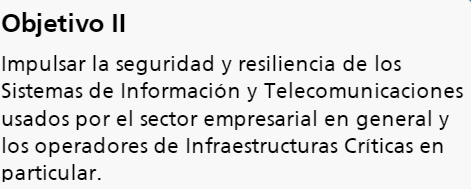 Objetivo II
Impulsar la seguridad y resiliencia de los
Sistemas de Información y Telecomunicaciones
usados por el sector empresarial en general y
los operadores de Infraestructuras Críticas en
particular.